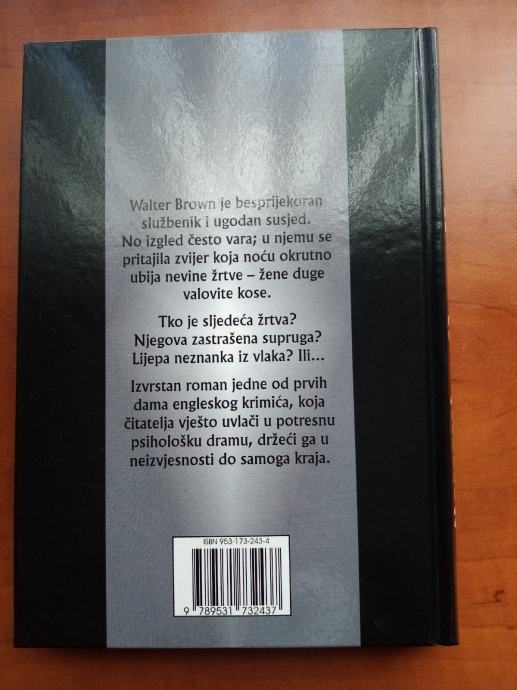 Walter Brown je besprijekoran
službenik i ugodan susjed.
No izgled često vara; u njemu se
pritajila zvijer koja noću okrutno
ubija nevine žrtve – žene duge
valovite kose.
Tko je sljedeća žrtva?
Njegova zastrašena supruga?
Lijepa neznanka iz vlaka? Ili...
Izvrstan roman jedne od prvih
dama engleskog krimića, koja
čitatelja vješto uvlači u potresnu
psihološku dramu, držeći ga u
neizvjesnosti do samoga kraja.
ISBN 953-173-243-4
9 789531 732437